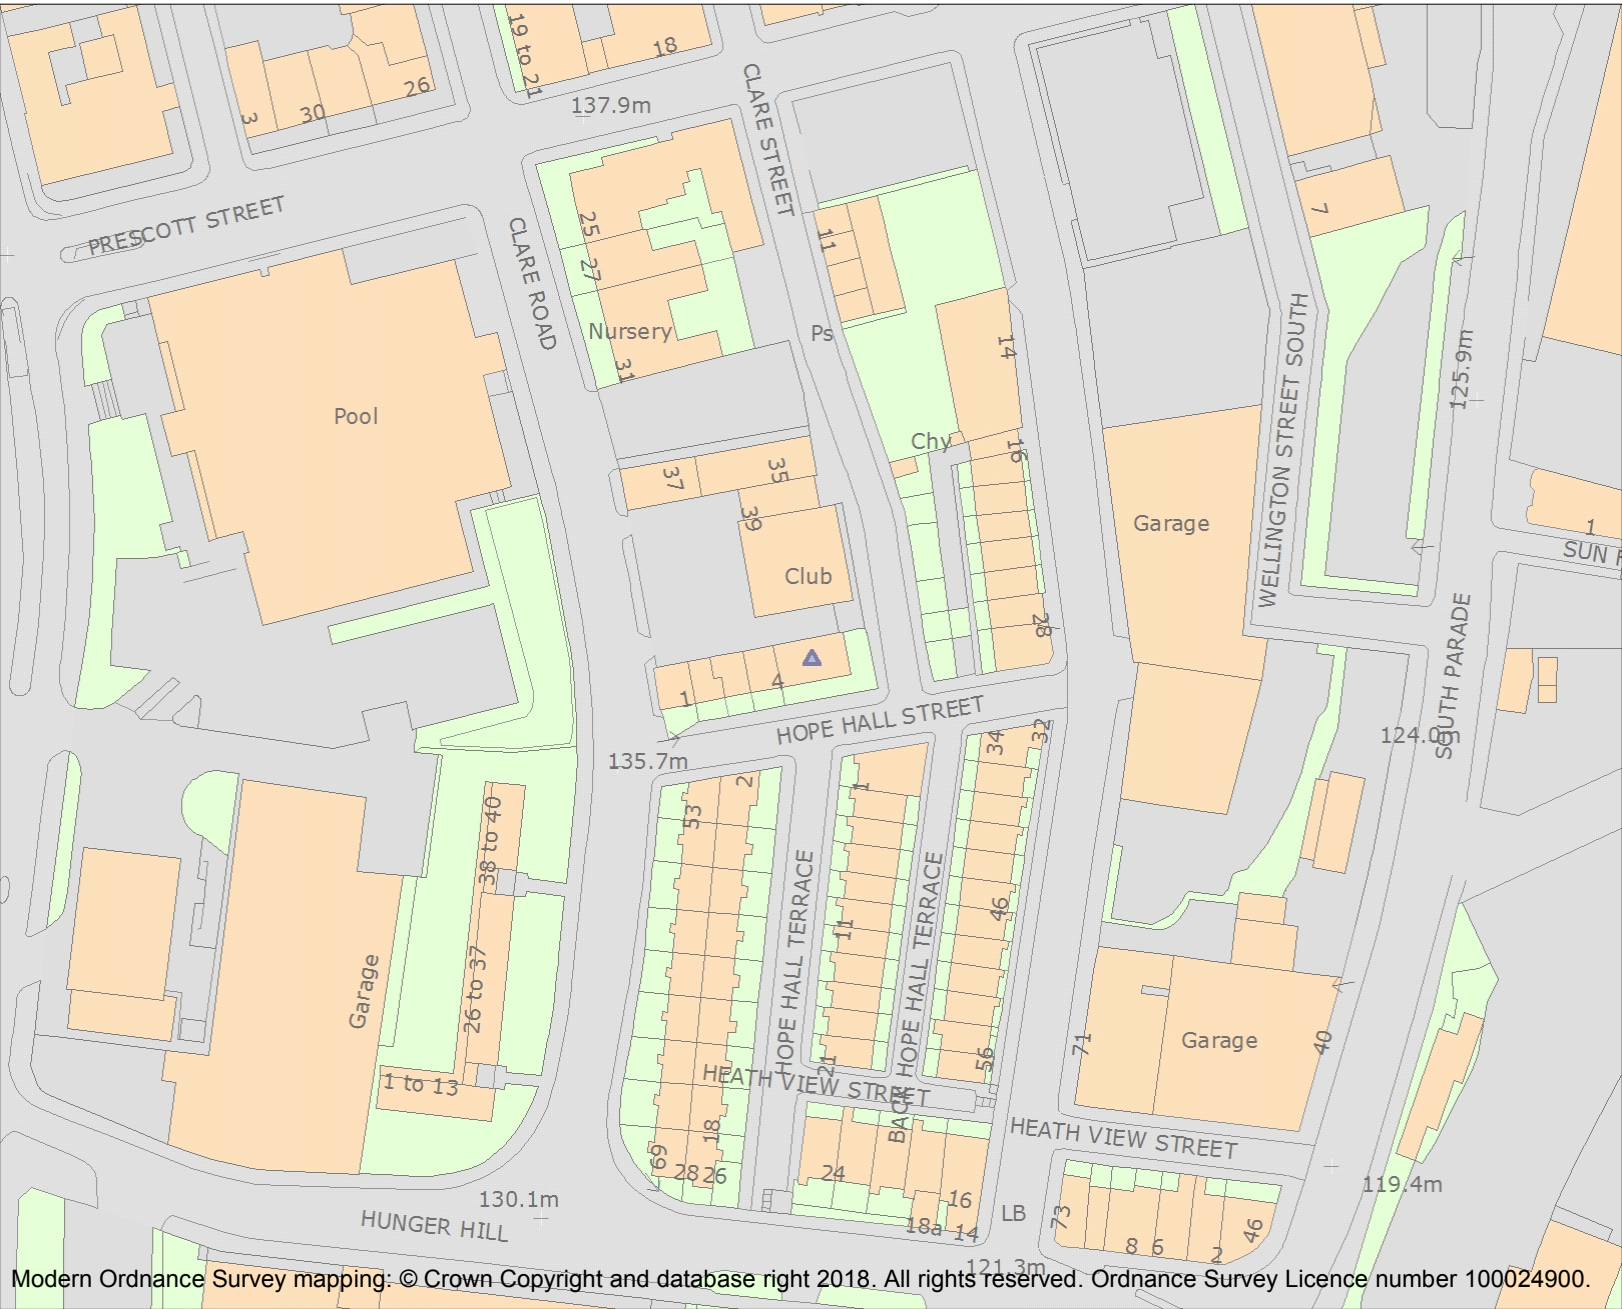 19 to 21
18
3
30
26
137.9m
CLARE STREET
PRESCOTT STREET
CLARE ROAD
25
27
Nursery
31
11
Ps
7
14
Pool
Chy
16
37
35
39
Club
Garage
WELLINGTON STREET SOUTH
125.9m
1
SUN
28
1
4
HOPE HALL STREET
135.7m
SOUTH PARADE
124.0m
34
32
53
2
1
38 to 40
HOPE HALL TERRACE
BACK HOPE HALL TERRACE
11
46
26 to 37
Garage
71
Garage
40
56
21
1 to 13
HEATH VIEW STREET
HEATH VIEW STREET
69
18
28
26
24
16
18a
14
LB
73
8
6
2
46
119.4m
130.1m
HUNGER HILL
121.3m
Modern Ordnance Survey mapping: © Crown Copyright and database right 2018. All rights reserved. Ordnance Survey Licence number 100024900.